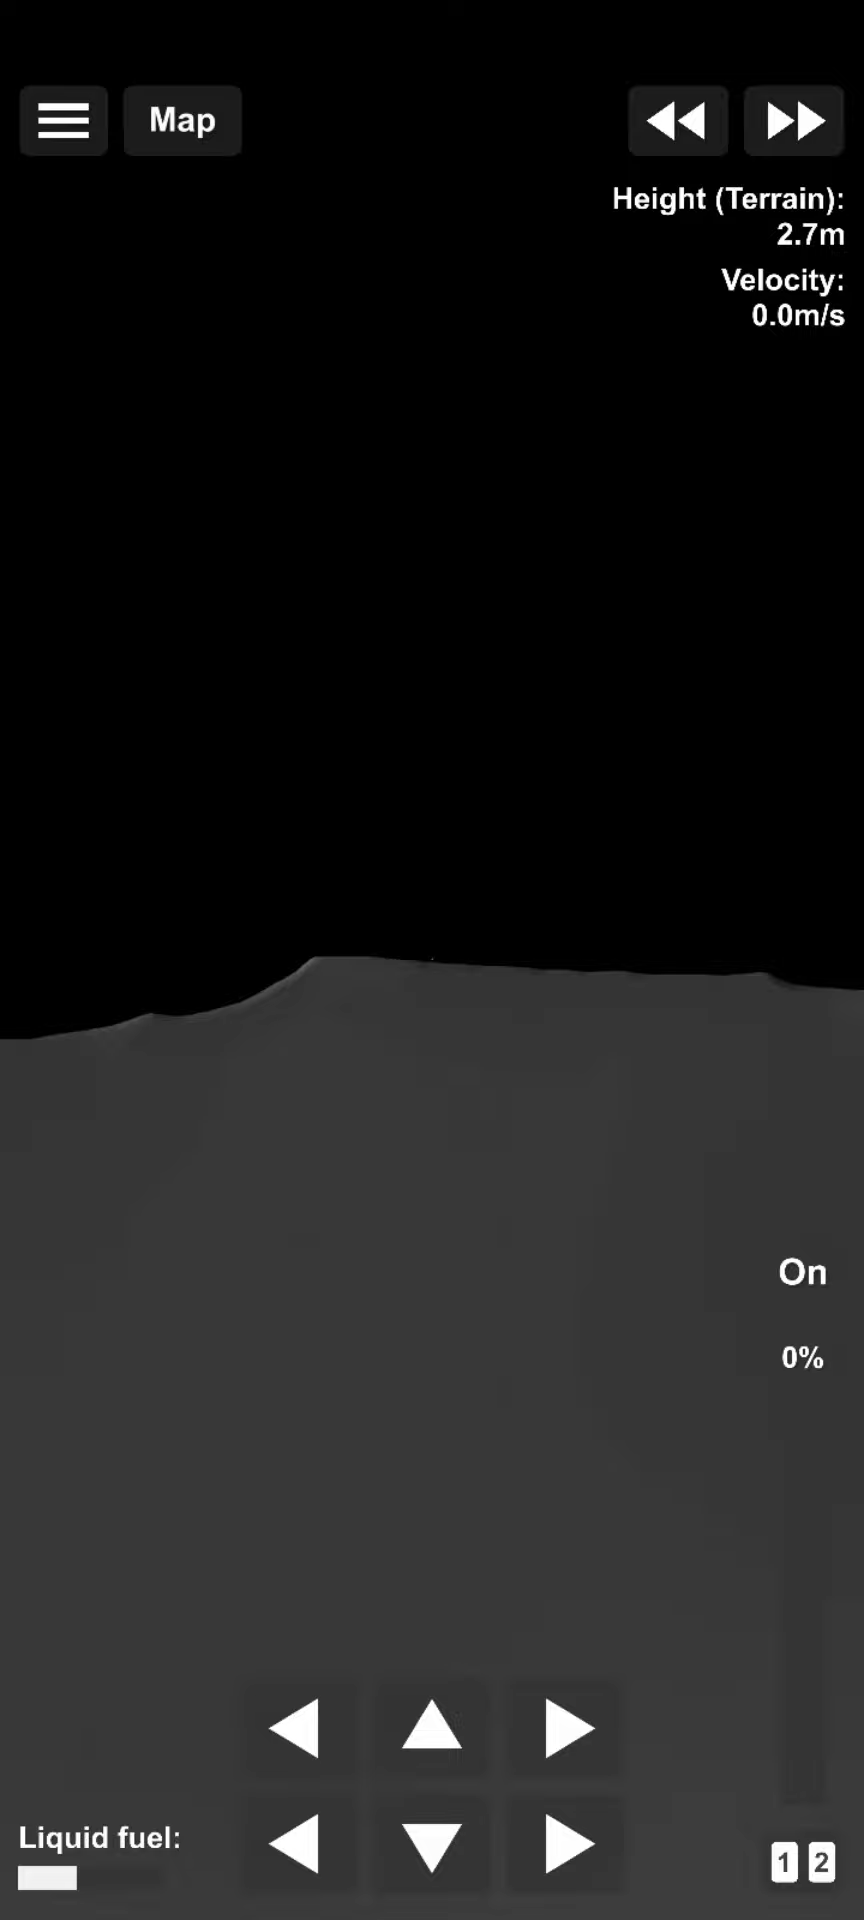 Map
Height (Terrain):
2.7m
Velocity:
0.0m/s
On
0%
Liquid fuel:
1 2